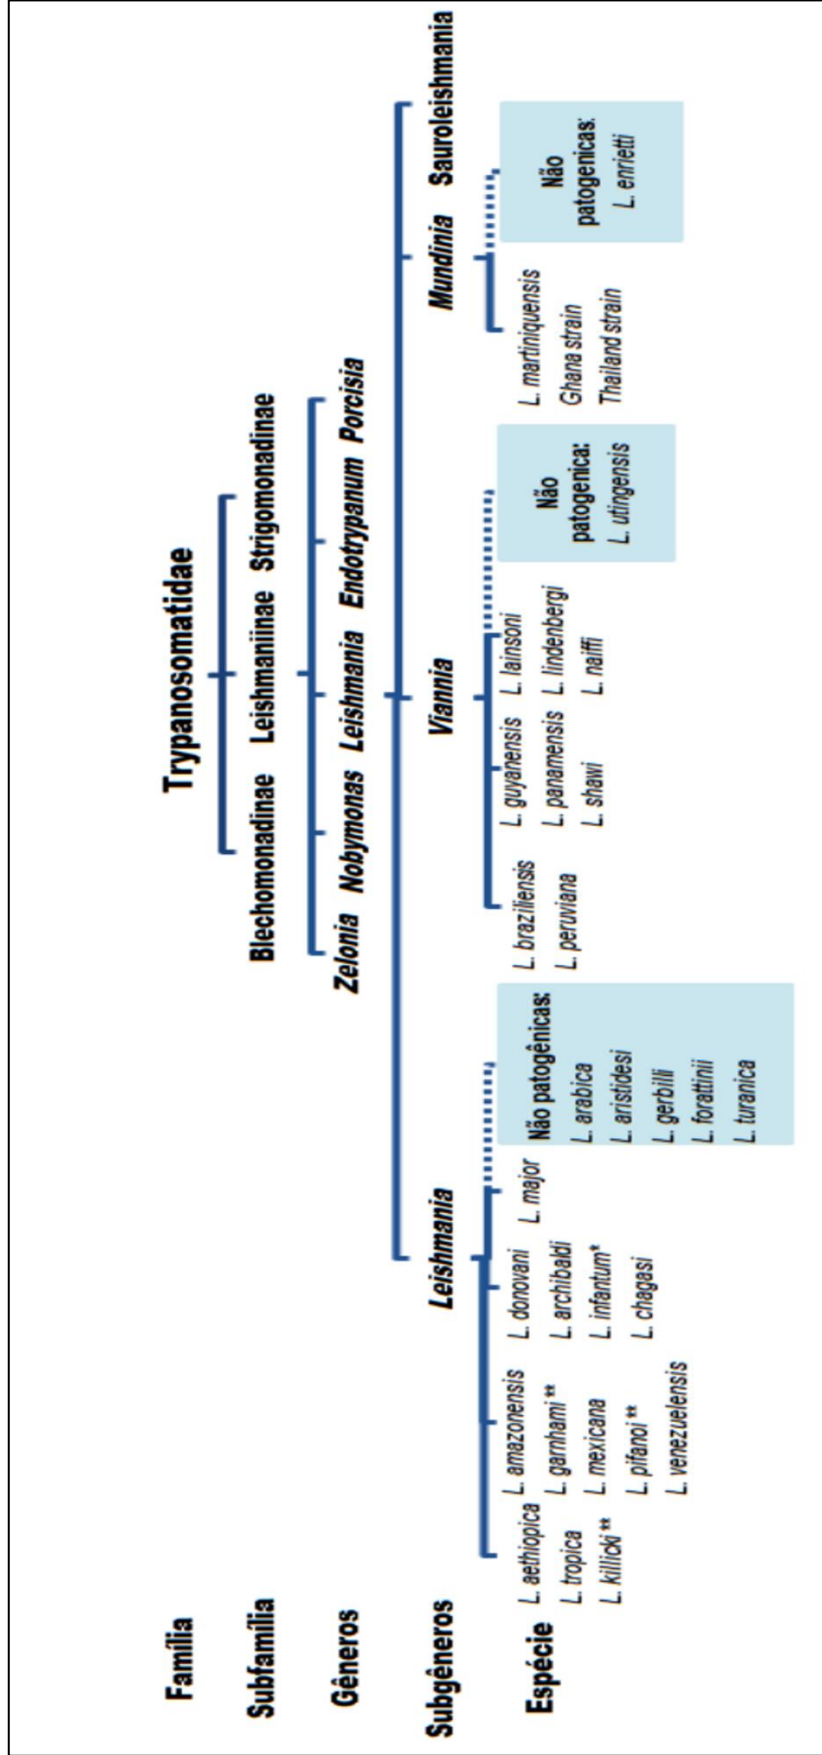 Família
Trypanosomatidae
Subfamília
Blechomonadinae Leishmaniinae Strigomonadinae
Gêneros
Zelonia Nobymonas Leishmania Endotrypanum Porcisia
Subgêneros
Leishmania Viannia Mundinia Sauroleishmania
Espécie
L. aethiopica
L. tropica
L. killicki**
L. amazonensis
L. garnhami**
L. mexicana
L. pifanoi**
L. venezuelensis
L. donovani
L. archibaldi
L. infantum*
L. chagasi
L. major
Não patogênicas:
L. arabica
L. aristidesi
L. gerbilli
L. forattinii
L. turanica
L. braziliensis
L. peruviana
L. guyanensis
L. panamensis
L. shawi
L. lainsoni
L. lindenbergi
L. naiffi
Não
patogenica:
L. utingensis
L. martiniquensis
Ghana strain
Thailand strain
Não
patogenicas:
L. enrietti